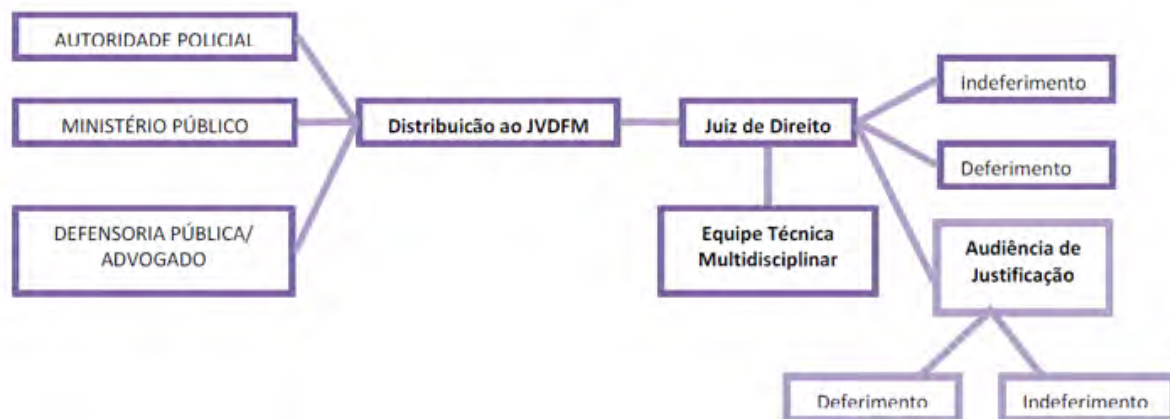 AUTORIDADE POLICIAL
MINISTÉRIO PÚBLICO
DEFENSORIA PÚBLICA/
ADVOGADO
Distribuicão ao JVDFM
Juiz de Direito
Equipe Técnica
Multidisciplinar
Indeferimento
Deferimento
Audiência de
Justificação
Deferimento
Indeferimento